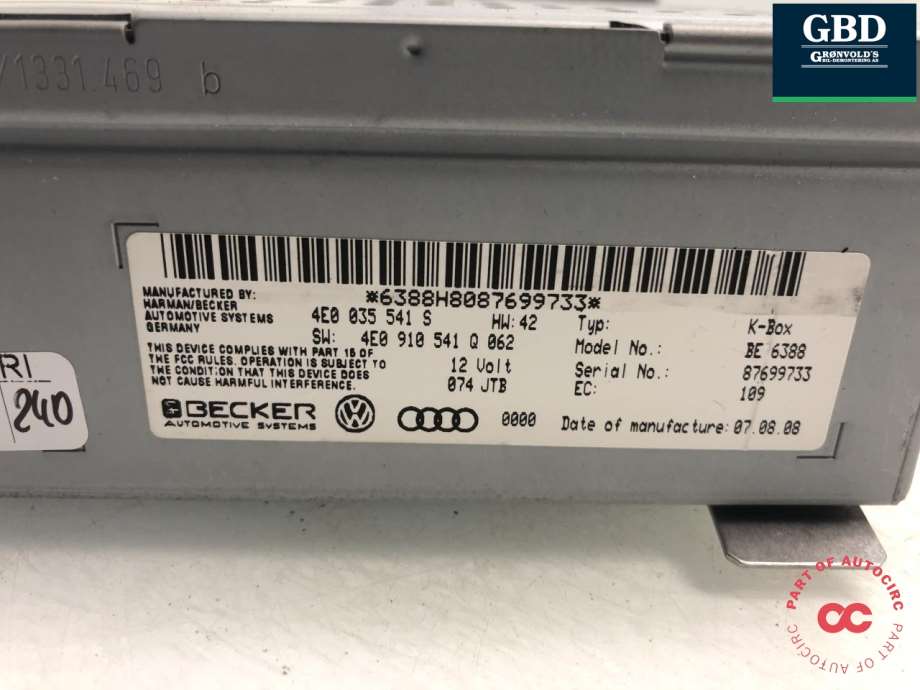 GBD
GRØNVOLD'S
BIL-DEMONTERING AS
/1331.469 b
*6388H8087699733*
MANUFACTURED BY:
HARMAN/BECKER
AUTOMOTIVE SYSTEMS
GERMANY
4E0 035 541 S HW:42
SW: 4E0 910 541 Q 062
THIS DEVICE COMPLIES WITH PART 15 OF
THE FCC RULES. OPERATION IS SUBJECT TO
THE CONDITION THAT THIS DEVICE DOES
NOT CAUSE HARMFUL INTERFERENCE.
12 Volt
074 JTB
Typ: K-Box
Model No.: BE 6388
Serial No.: 87699733
EC: 109
BECKER
AUTOMOTIVE SYSTEMS
0000
Date of manufacture: 07.08.08
RI
240
PART OF AUTOCIRC
PART OF AUTOCIRC